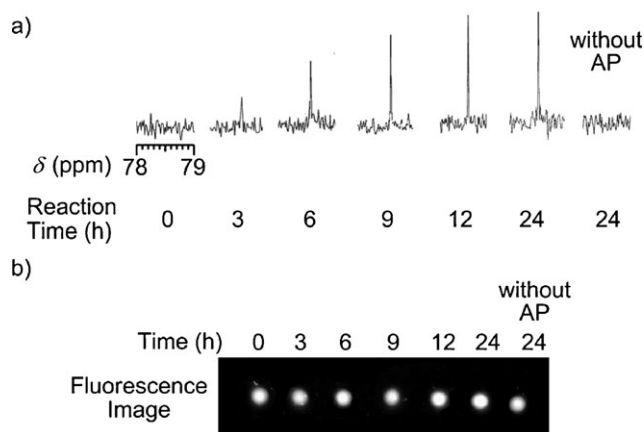 a)
without
AP
δ (ppm)
78 79
Reaction
Time (h) 0 3 6 9 12 24 24
b)
without
AP
Time (h) 0 3 6 9 12 24 24
Fluorescence
Image